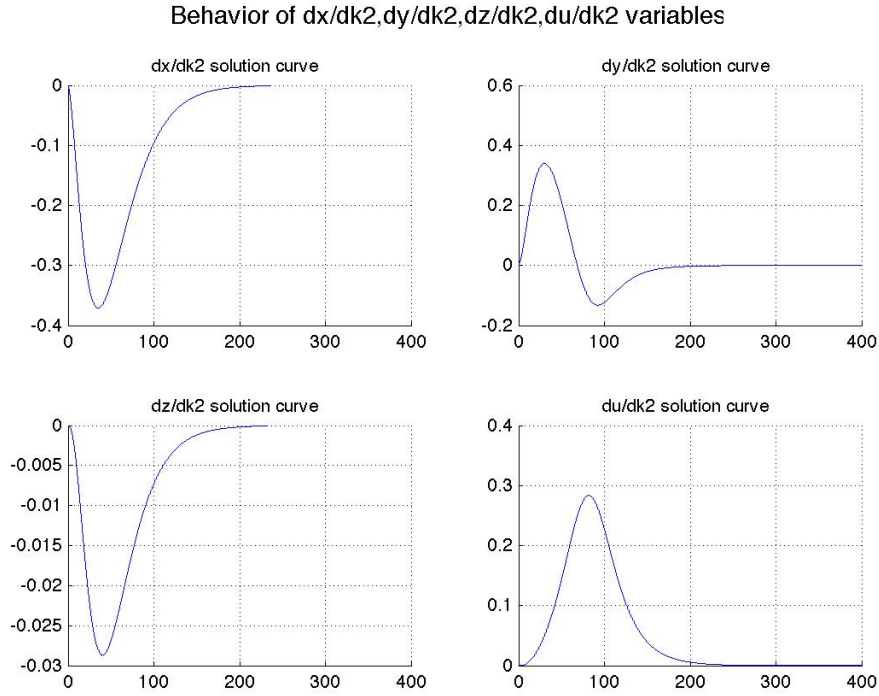 Behavior of dx/dk2,dy/dk2,dz/dk2,du/dk2 variables
dx/dk2 solution curve
0
-0.1
-0.2
-0.3
-0.4
0 100 200 300 400
dy/dk2 solution curve
0.6
0.4
0.2
0
-0.2
0 100 200 300 400
dz/dk2 solution curve
0
-0.005
-0.01
-0.015
-0.02
-0.025
-0.03
0 100 200 300 400
du/dk2 solution curve
0.4
0.3
0.2
0.1
0
0 100 200 300 400